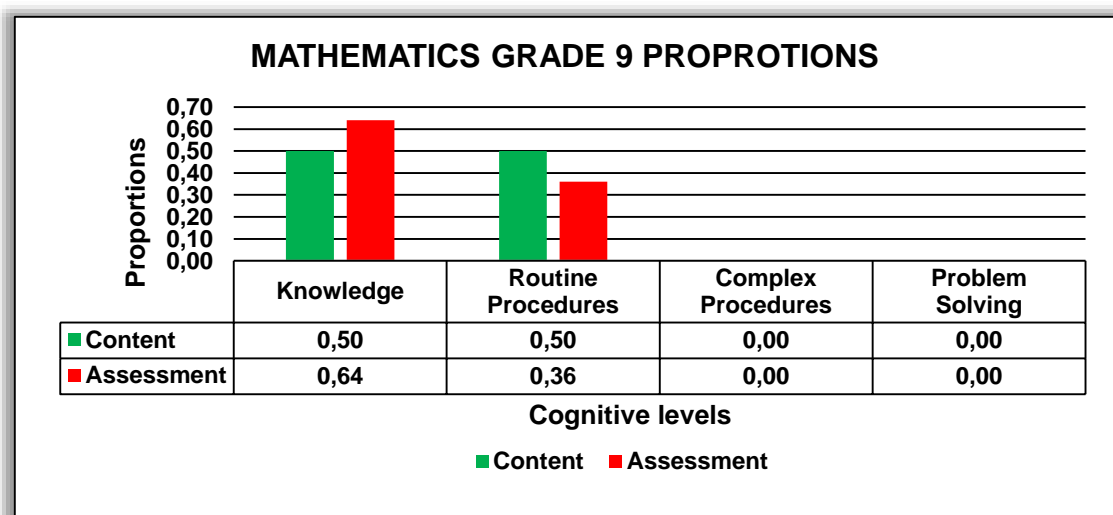 MATHEMATICS GRADE 9 PROPROTIONS
Proportions
0,70
0,60
0,50
0,40
0,30
0,20
0,10
0,00
Knowledge
Routine
Procedures
Complex
Procedures
Problem
Solving
Content 0,50 0,50 0,00 0,00
Assessment 0,64 0,36 0,00 0,00
Cognitive levels
Content Assessment